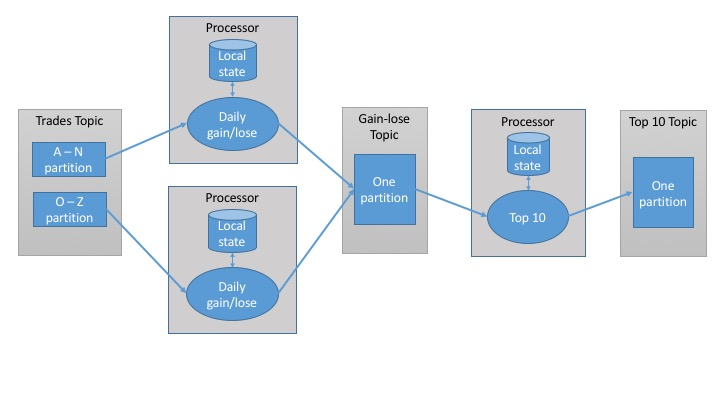 Trades Topic
A – N
partition
O – Z
partition
Processor
Local
state
Daily
gain/lose
Processor
Local
state
Daily
gain/lose
Gain-lose
Topic
One
partition
Processor
Local
state
Top 10
Top 10 Topic
One
partition